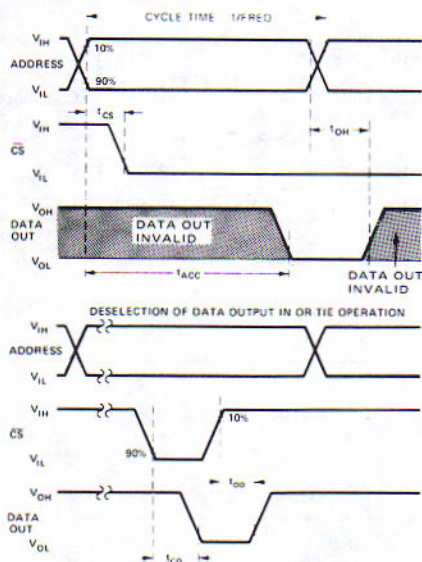 CYCLE TIME 1/FREQ
VIH
10%
ADDRESS
90%
VIL
tCS
VIH
tOH
CS
VIL
VOH
DATA OUT
DATA OUT INVALID
VOL
tACC
DATA OUT INVALID
DESELECTION OF DATA OUTPUT IN OR TIE OPERATION
VIH
ADDRESS
VIL
VIH
10%
CS
90%
VIL
tOD
VOH
DATA OUT
VOL
tCO